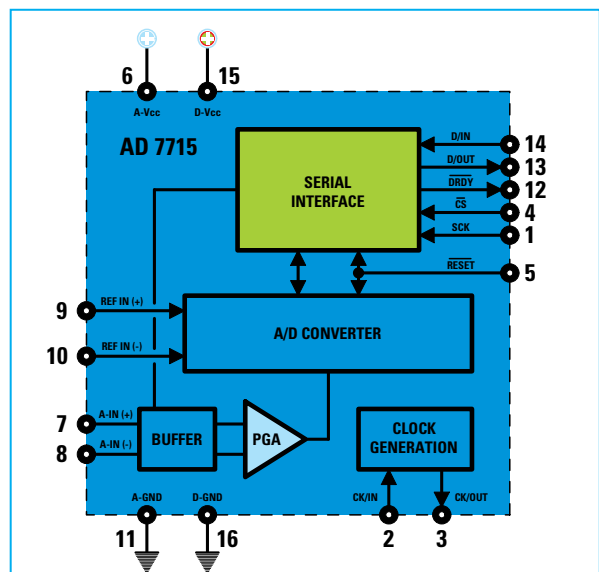 6 15
A-Vcc D-Vcc
AD 7715
SERIAL
INTERFACE
D/IN 14
D/OUT 13
DRDY 12
CS 4
SCK 1
RESET 5
9 REF IN (+)
10 REF IN (-)
A/D CONVERTER
7 A-IN (+)
8 A-IN (-)
BUFFER
PGA
CLOCK
GENERATION
A-GND D-GND
CK/IN CK/OUT
11 16 2 3